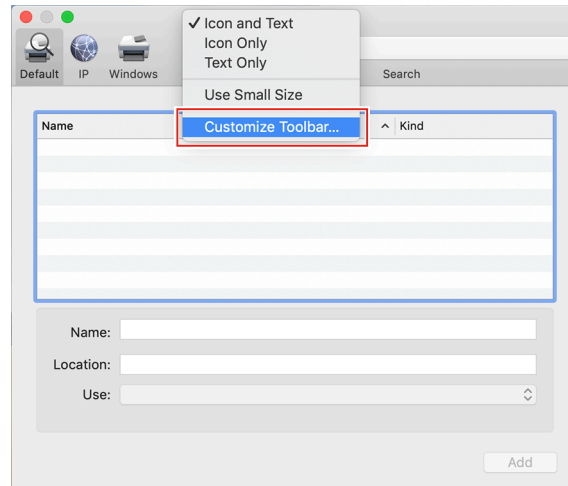 ✓ Icon and Text
Icon Only
Text Only
Use Small Size
Customize Toolbar...
Default IP Windows Search
Name Kind
Name:
Location:
Use:
Add